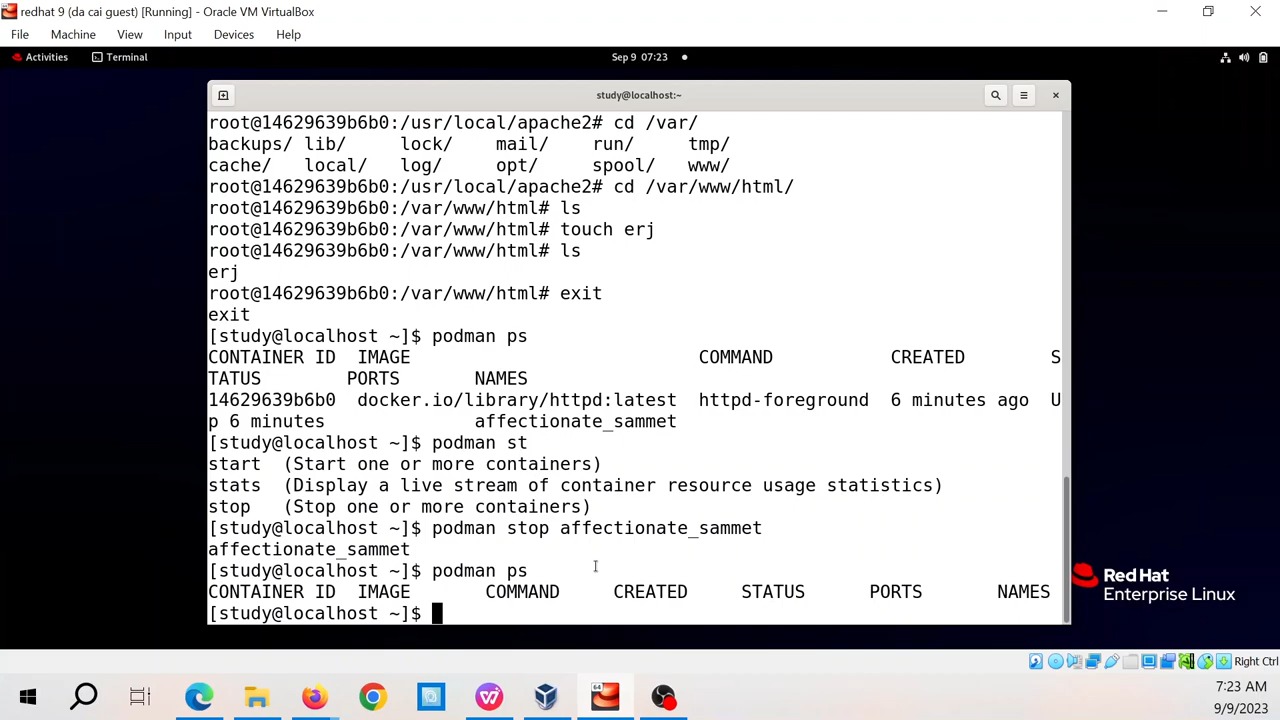 redhat 9 (da cai guest) [Running] - Oracle VM VirtualBox
File Machine View Input Devices Help
Activities Terminal Sep 9 07:23
study@localhost:~
root@14629639b6b0:/usr/local/apache2# cd /var/
backups/ lib/ lock/ mail/ run/ tmp/
cache/ local/ log/ opt/ spool/ www/
root@14629639b6b0:/usr/local/apache2# cd /var/www/html/
root@14629639b6b0:/var/www/html# ls
root@14629639b6b0:/var/www/html# touch erj
root@14629639b6b0:/var/www/html# ls
erj
root@14629639b6b0:/var/www/html# exit
exit
[study@localhost ~]$ podman ps
CONTAINER ID IMAGE COMMAND CREATED S
TATUS PORTS NAMES
14629639b6b0 docker.io/library/httpd:latest httpd-foreground 6 minutes ago U
p 6 minutes affectionate_sammet
[study@localhost ~]$ podman st
start (Start one or more containers)
stats (Display a live stream of container resource usage statistics)
stop (Stop one or more containers)
[study@localhost ~]$ podman stop affectionate_sammet
affectionate_sammet
[study@localhost ~]$ podman ps
CONTAINER ID IMAGE COMMAND CREATED STATUS PORTS NAMES
[study@localhost ~]$
Red Hat
Enterprise Linux
Right Ctrl
64
7:23 AM
9/9/2023